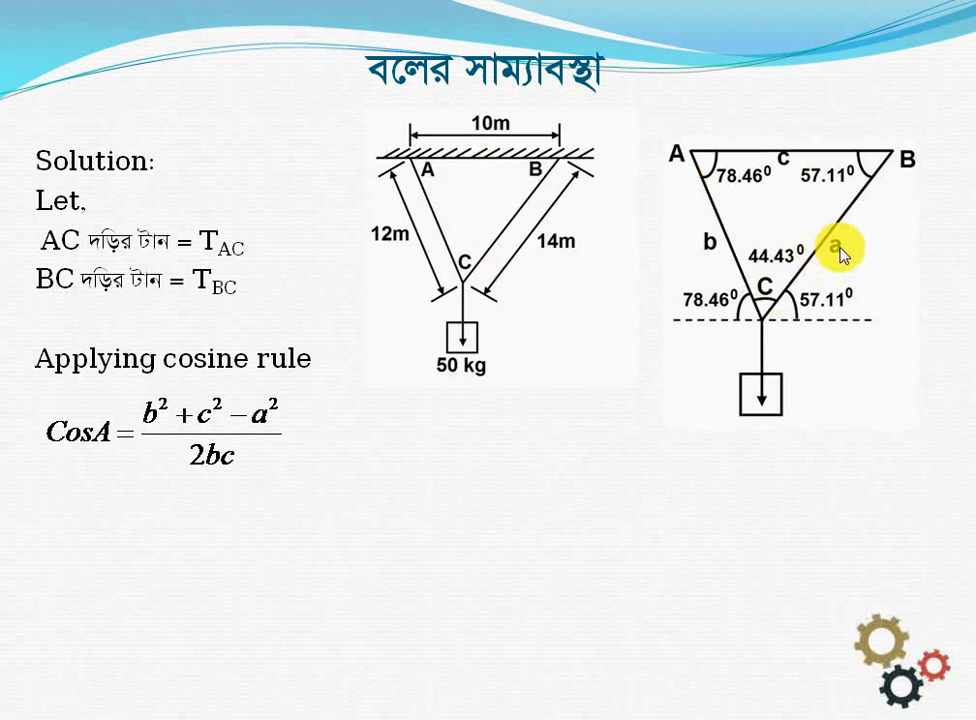 বলের সাম্যাবস্থা
Solution:
Let,
AC দড়ির টান = T_AC
BC দড়ির টান = T_BC
Applying cosine rule
CosA = (b² + c² − a²) / 2bc
10m
A B
12m
14m
C
50 kg
A c B
78.46⁰ 57.11⁰
b a
44.43⁰
C
78.46⁰ 57.11⁰